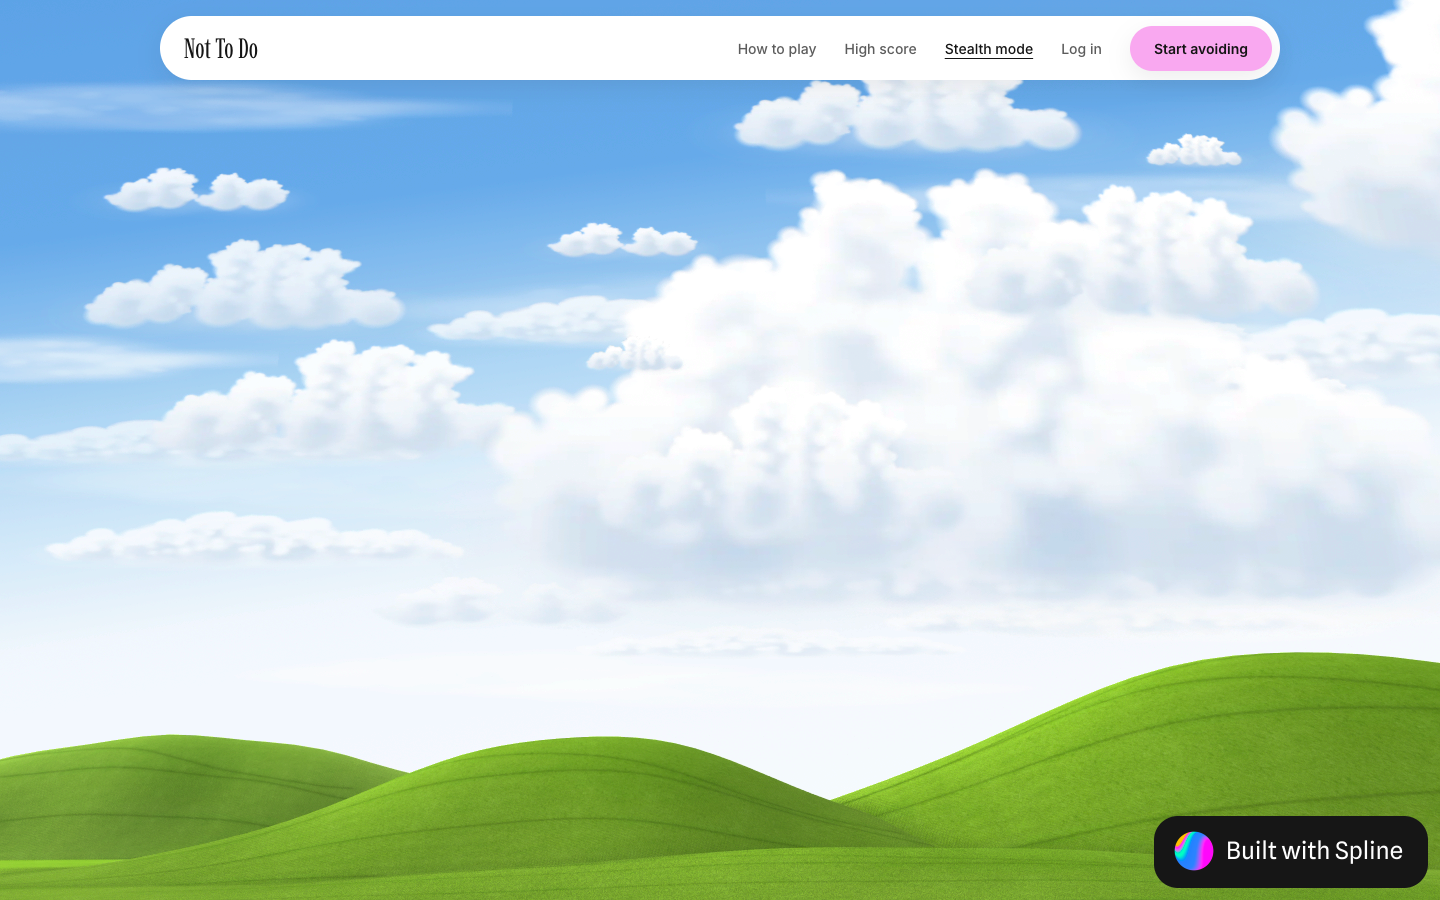 Not To Do
How to play
High score
Stealth mode
Log in
Start avoiding
Built with Spline